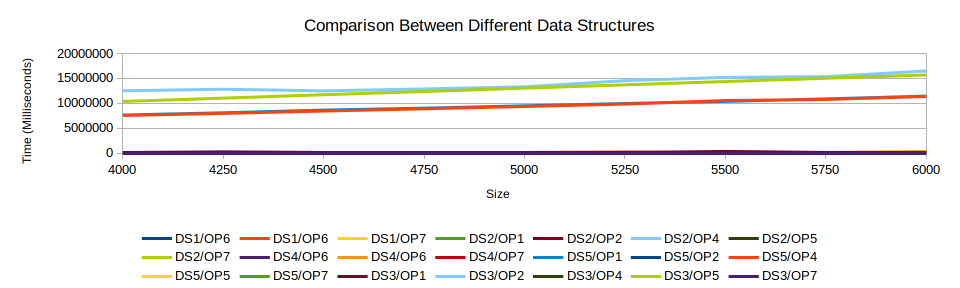 Comparison Between Different Data Structures
20000000
15000000
10000000
5000000
0
Time (Milliseconds)
4000 4250 4500 4750 5000 5250 5500 5750 6000
Size
DS1/OP6 DS1/OP6 DS1/OP7 DS2/OP1 DS2/OP2 DS2/OP4 DS2/OP5
DS2/OP7 DS4/OP6 DS4/OP6 DS4/OP7 DS5/OP1 DS5/OP2 DS5/OP4
DS5/OP5 DS5/OP7 DS3/OP1 DS3/OP2 DS3/OP4 DS3/OP5 DS3/OP7